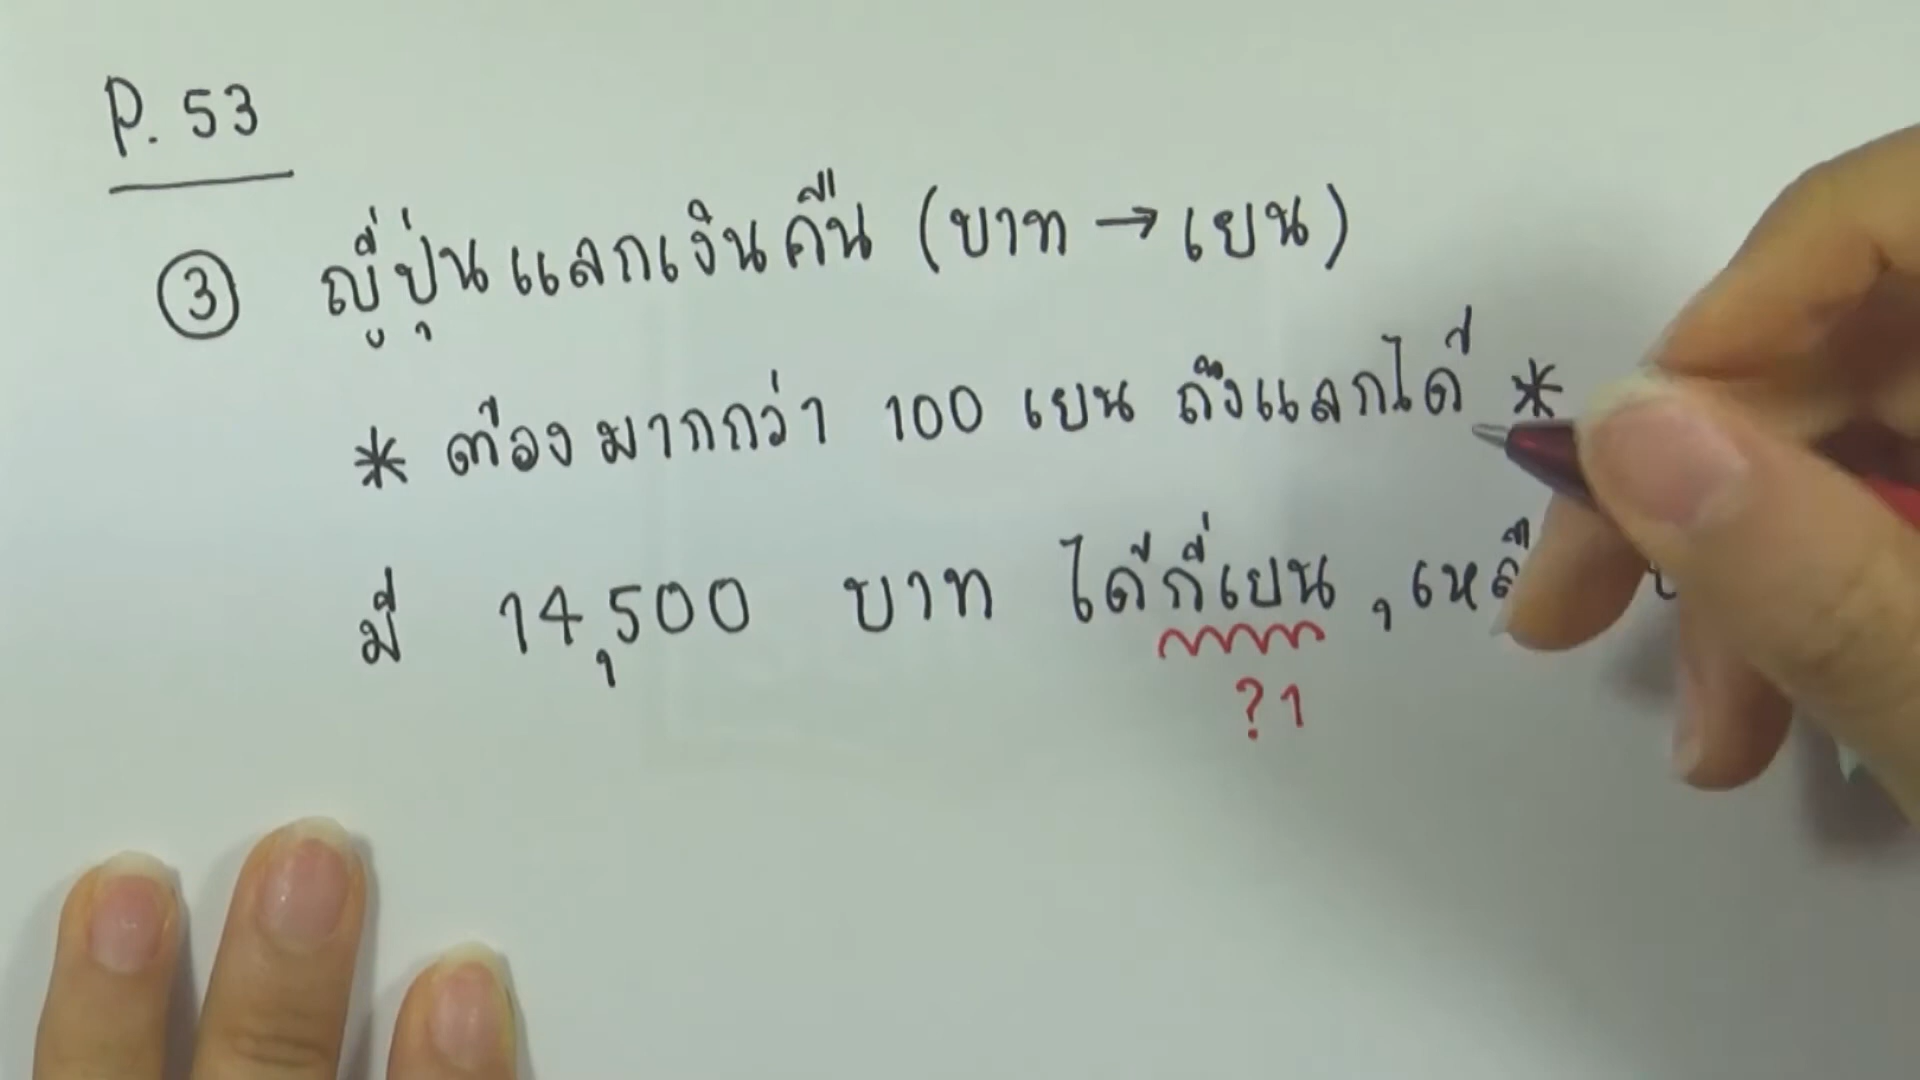 P. 53
③ ญี่ปุ่นแลกเงินคืน (บาท → เยน)
* ต้องมากกว่า 100 เยน ถึงแลกได้ *
มี 14,500 บาท ได้กี่เยน ,
? 1